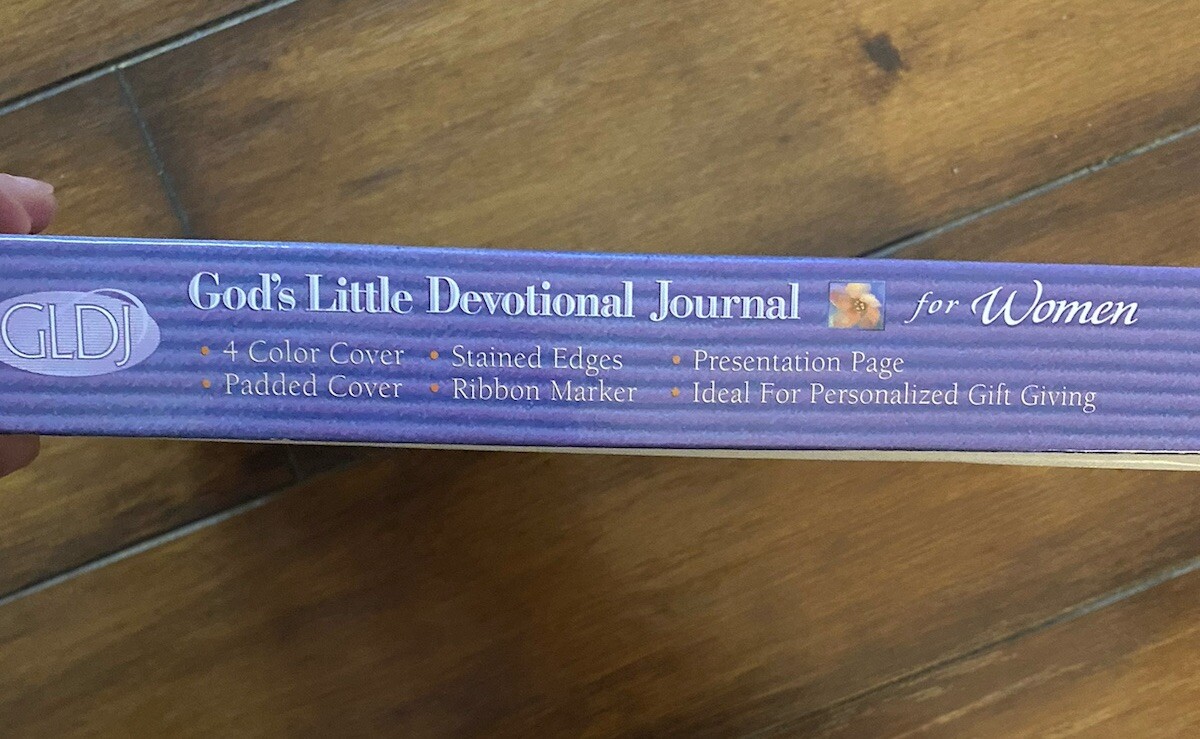 GLDJ
God's Little Devotional Journal for Women
• 4 Color Cover • Stained Edges • Presentation Page
• Padded Cover • Ribbon Marker • Ideal For Personalized Gift Giving